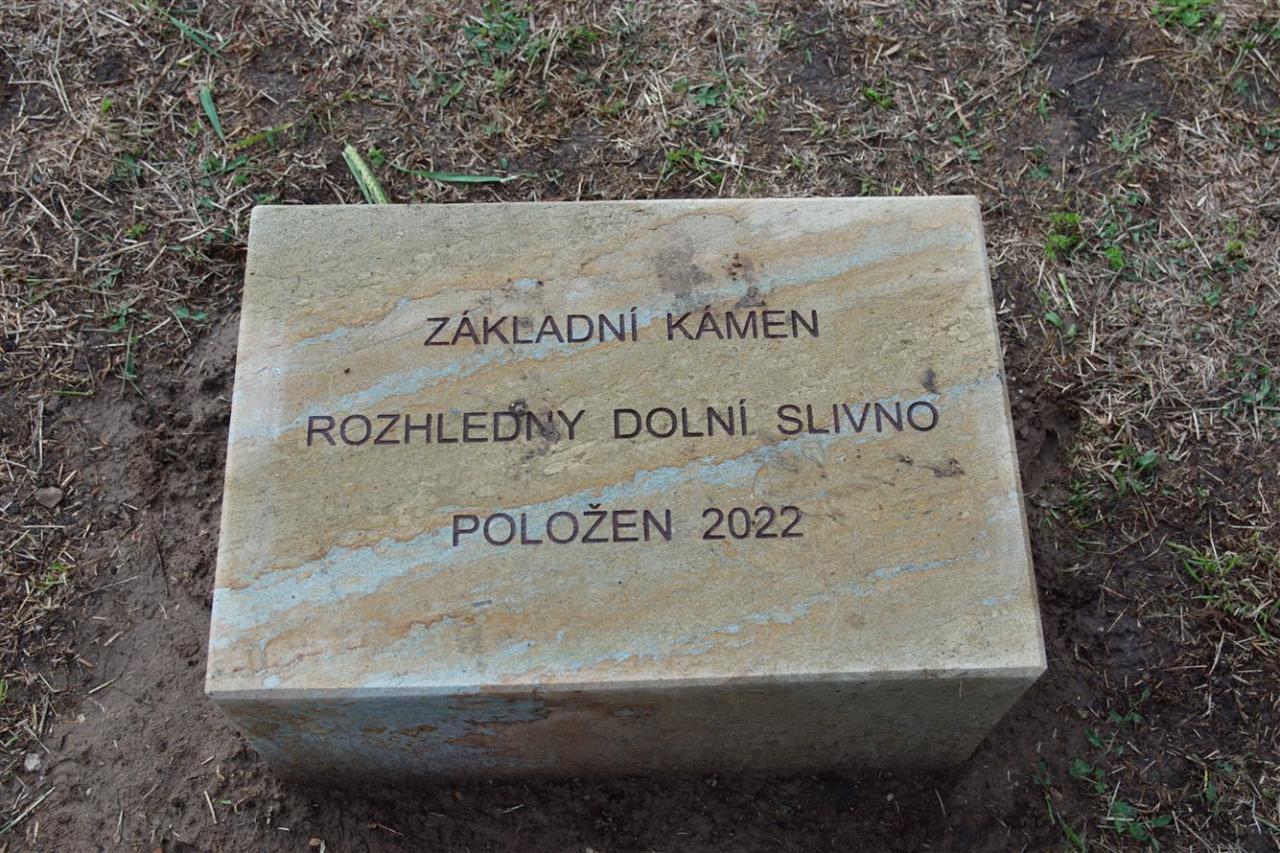 ZÁKLADNÍ KÁMEN
ROZHLEDNY DOLNÍ SLIVNO
POLOŽEN 2022